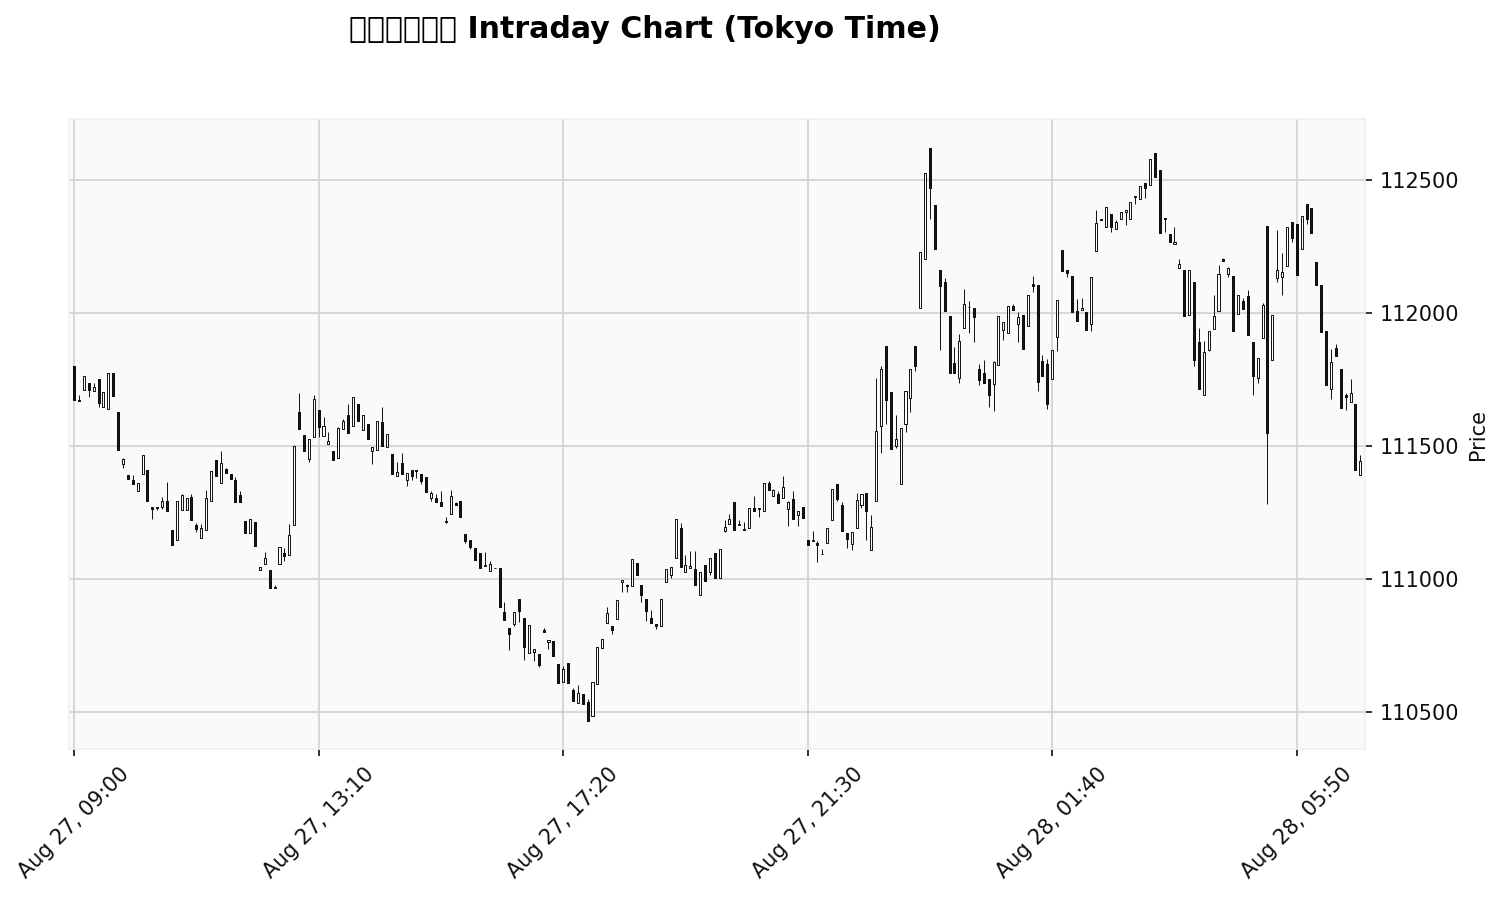 Intraday Chart (Tokyo Time)
112500
112000
111500
111000
110500
Price
Aug 27, 09:00
Aug 27, 13:10
Aug 27, 17:20
Aug 27, 21:30
Aug 28, 01:40
Aug 28, 05:50